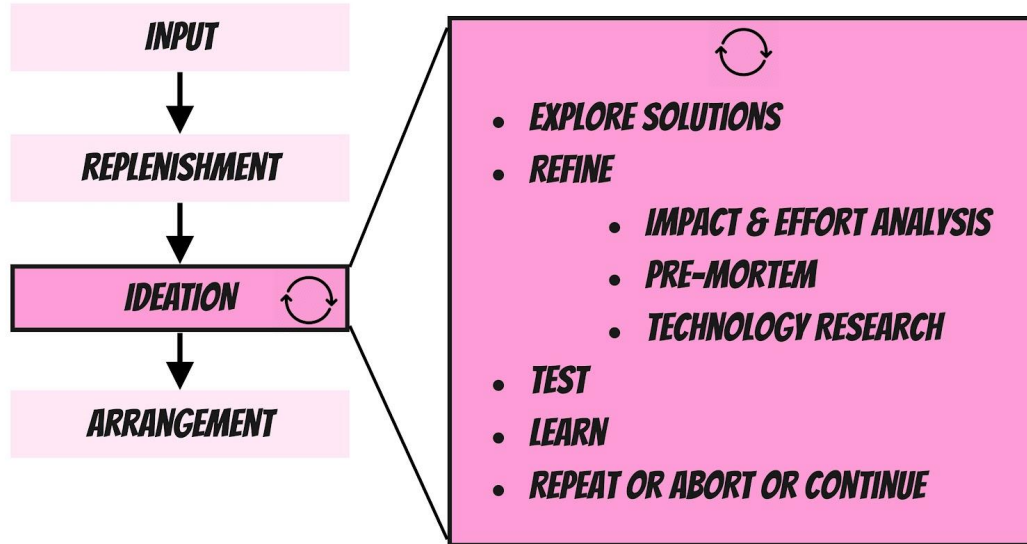 INPUT
REPLENISHMENT
IDEATION
ARRANGEMENT
EXPLORE SOLUTIONS
REFINE
IMPACT & EFFORT ANALYSIS
PRE-MORTEM
TECHNOLOGY RESEARCH
TEST
LEARN
REPEAT OR ABORT OR CONTINUE